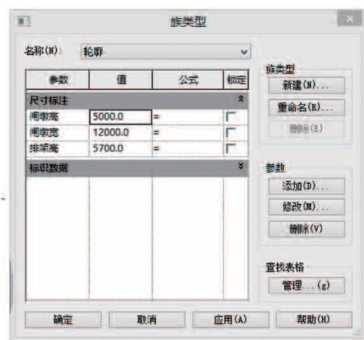 族类型
名称(N): 轮廓
族类型
参数 值 公式 锁定
新建(N)...
尺寸标注
重命名(R)...
闸墩高 5000.0 =
闸墩宽 12000.0 =
删除(E)
排架高 5700.0 =
标识数据
参数
添加(D)...
修改(M)...
删除(V)
查找表格
管理...(g)
确定 取消 应用(A) 帮助(H)